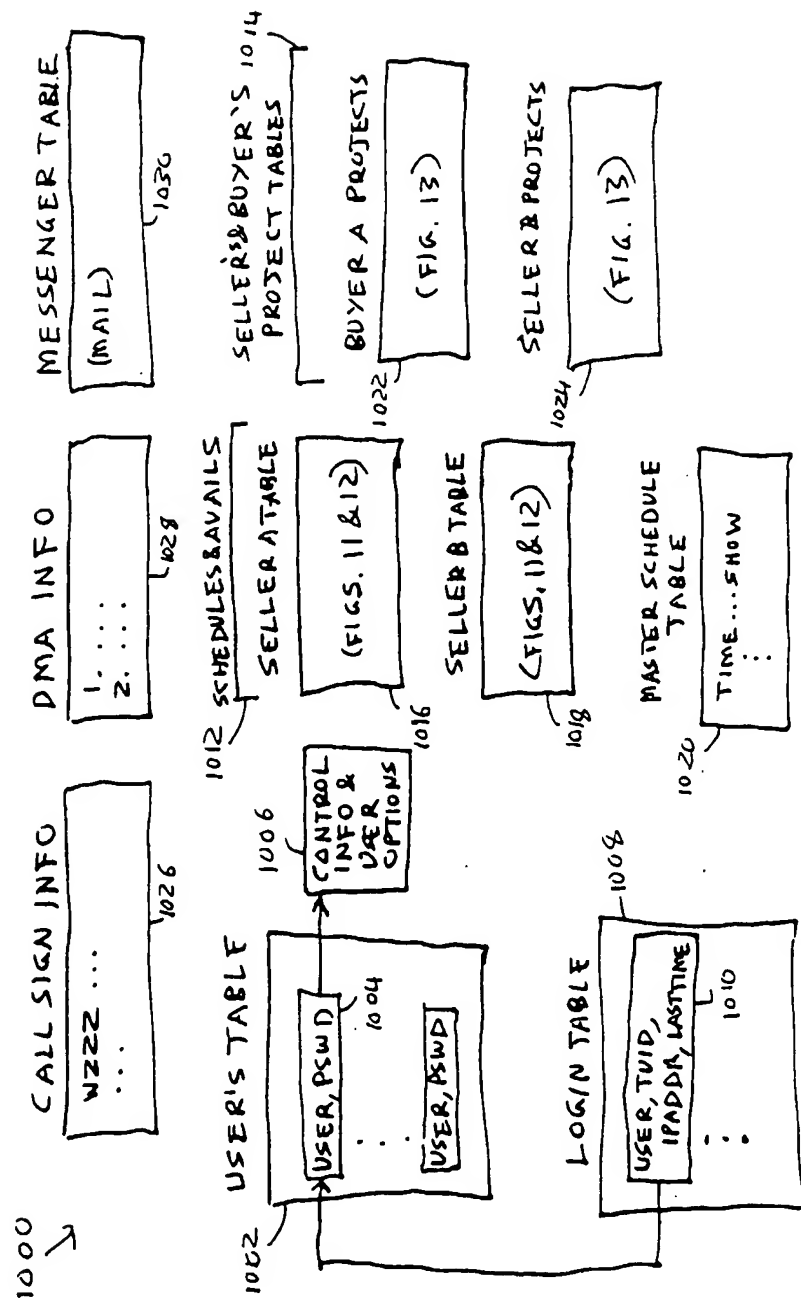 1000
CALL SIGN INFO
WZZZ ...
...
1026
DMA INFO
1. ....
2. ....
1028
MESSENGER TABLE
(MAIL)
1030
USER'S TABLE
1002
USER, PSWD
1004
...
USER, PSWD
1006
CONTROL
INFO &
USER
OPTIONS
LOGIN TABLE
1008
USER, TUID,
IPADDR, LASTTIME
1010
...
1012
SCHEDULES & AVAILS
SELLER A TABLE
(FIGS. 11 & 12)
1016
SELLER B TABLE
(FIGS. 11 & 12)
1018
MASTER SCHEDULE
TABLE
TIME ... SHOW
...
1020
SELLER'S & BUYER'S
PROJECT TABLES
1014
BUYER A PROJECTS
(FIG. 13)
1022
SELLER B PROJECTS
(FIG. 13)
1024